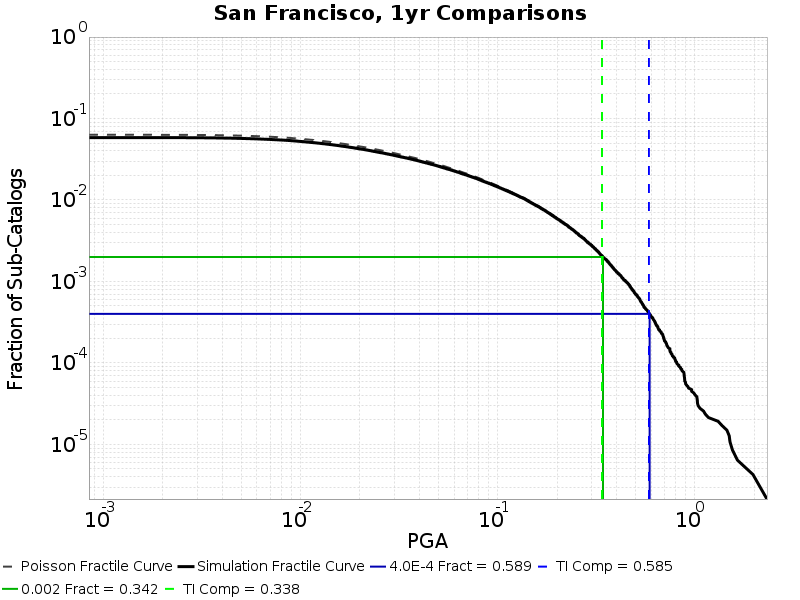 San Francisco, 1yr Comparisons
10^0
10^-1
10^-2
10^-3
10^-4
10^-5
Fraction of Sub-Catalogs
10^-3 10^-2 10^-1 10^0
PGA
Poisson Fractile Curve Simulation Fractile Curve 4.0E-4 Fract = 0.589 TI Comp = 0.585
0.002 Fract = 0.342 TI Comp = 0.338